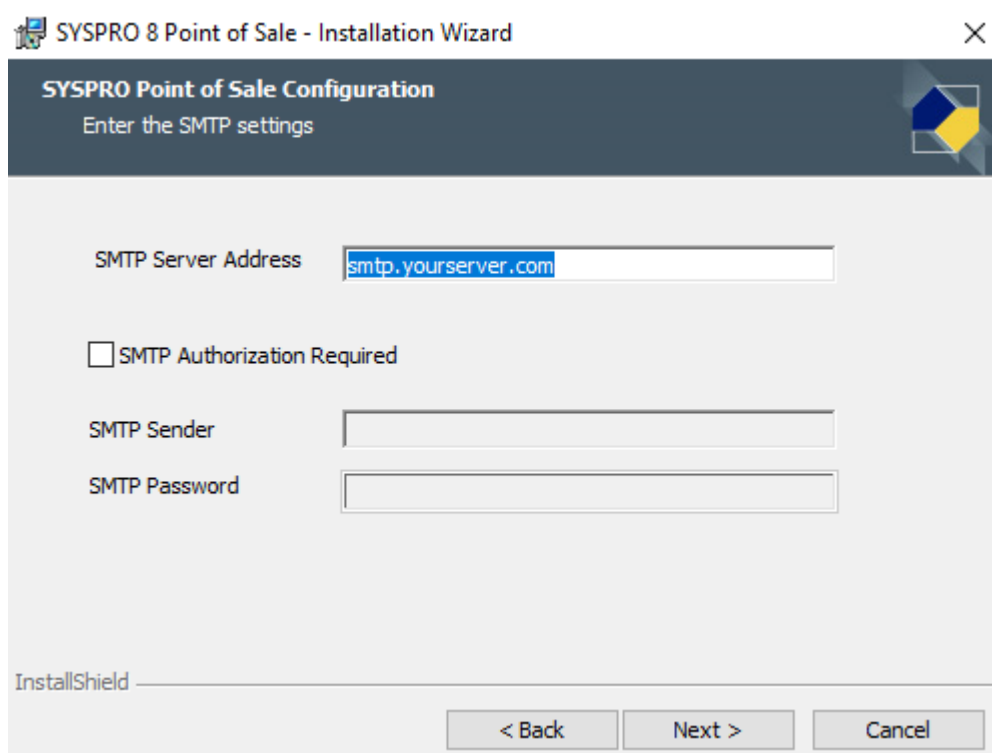 SYSPRO 8 Point of Sale - Installation Wizard
SYSPRO Point of Sale Configuration
Enter the SMTP settings
SMTP Server Address smtp.yourserver.com
SMTP Authorization Required
SMTP Sender
SMTP Password
InstallShield
< Back Next > Cancel